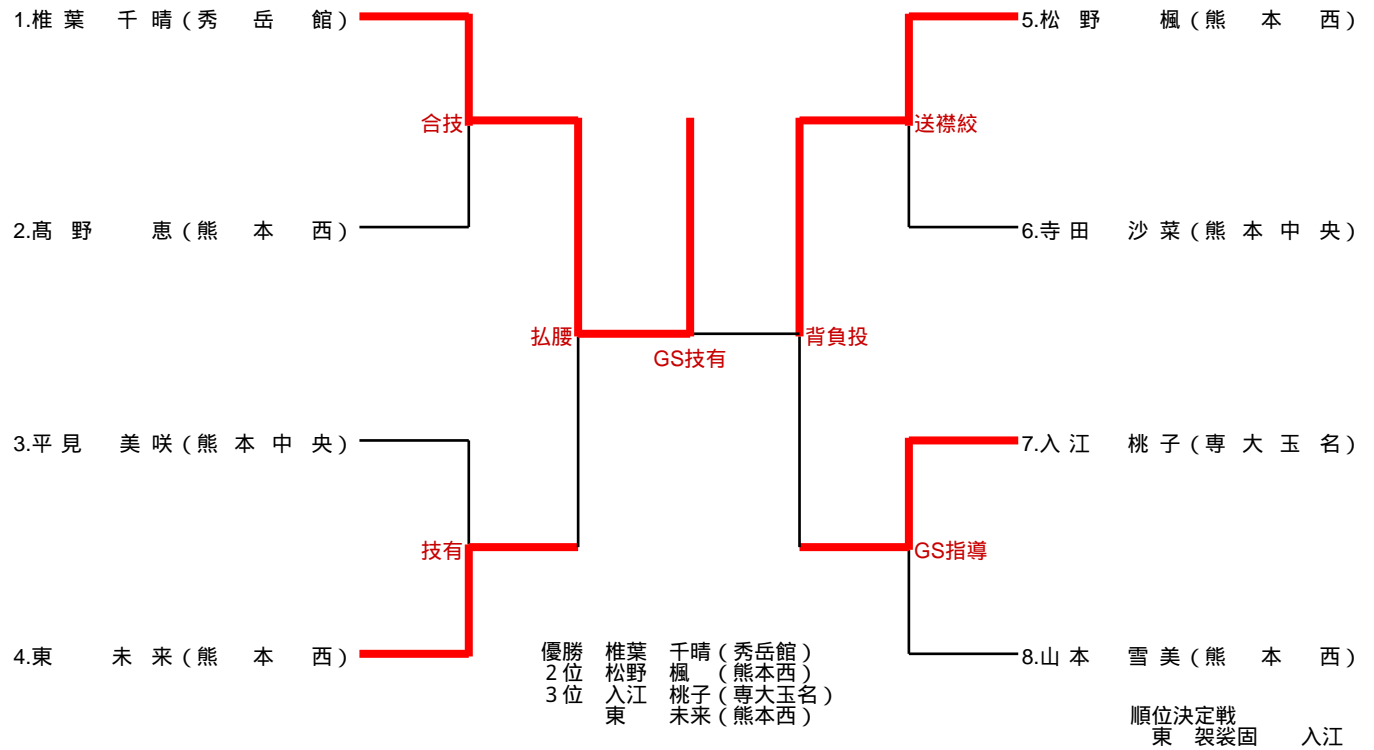 1.椎葉 千晴(秀岳館)
5.松野 楓(熊本西)
合技
送襟絞
2.髙野 恵(熊本西)
6.寺田 沙菜(熊本中央)
払腰
背負投
GS技有
3.平見 美咲(熊本中央)
7.入江 桃子(専大玉名)
技有
GS指導
4.東 未来(熊本西)
8.山本 雪美(熊本西)
優勝 椎葉 千晴(秀岳館)
2位 松野 楓 (熊本西)
3位 入江 桃子(専大玉名)
東 未来(熊本西)
順位決定戦
東 袈裟固 入江